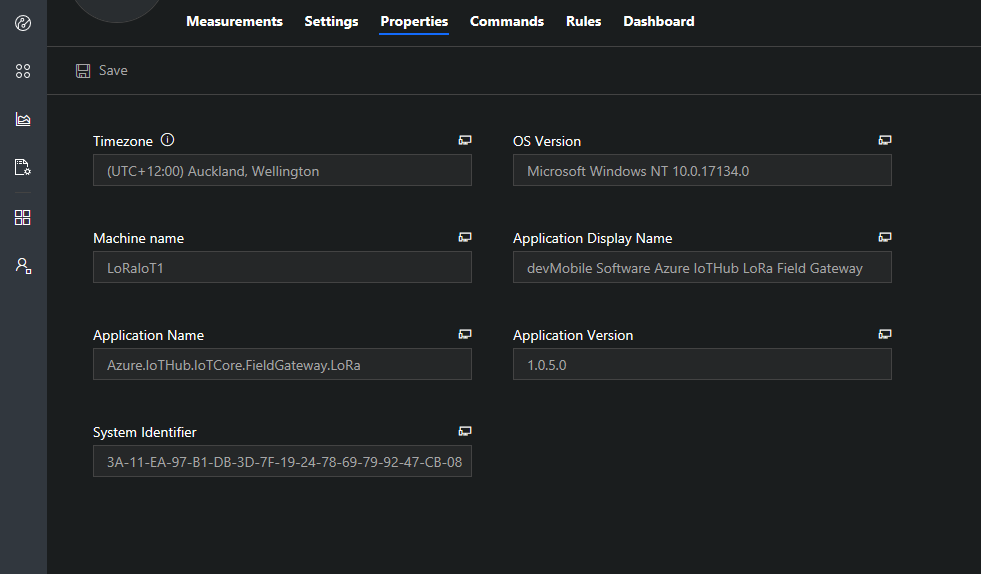 Measurements Settings Properties Commands Rules Dashboard
Save
Timezone
(UTC+12:00) Auckland, Wellington
OS Version
Microsoft Windows NT 10.0.17134.0
Machine name
LoRaIoT1
Application Display Name
devMobile Software Azure IoTHub LoRa Field Gateway
Application Name
Azure.IoTHub.IoTCore.FieldGateway.LoRa
Application Version
1.0.5.0
System Identifier
3A-11-EA-97-B1-DB-3D-7F-19-24-78-69-79-92-47-CB-08